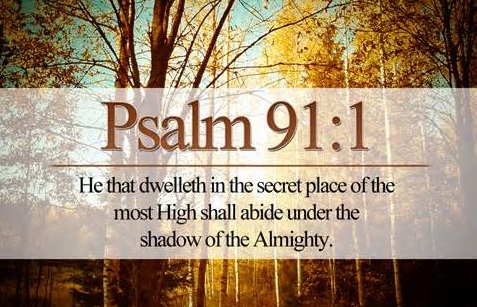 Psalm 91:1
He that dwelleth in the secret place of the
most High shall abide under the
shadow of the Almighty.